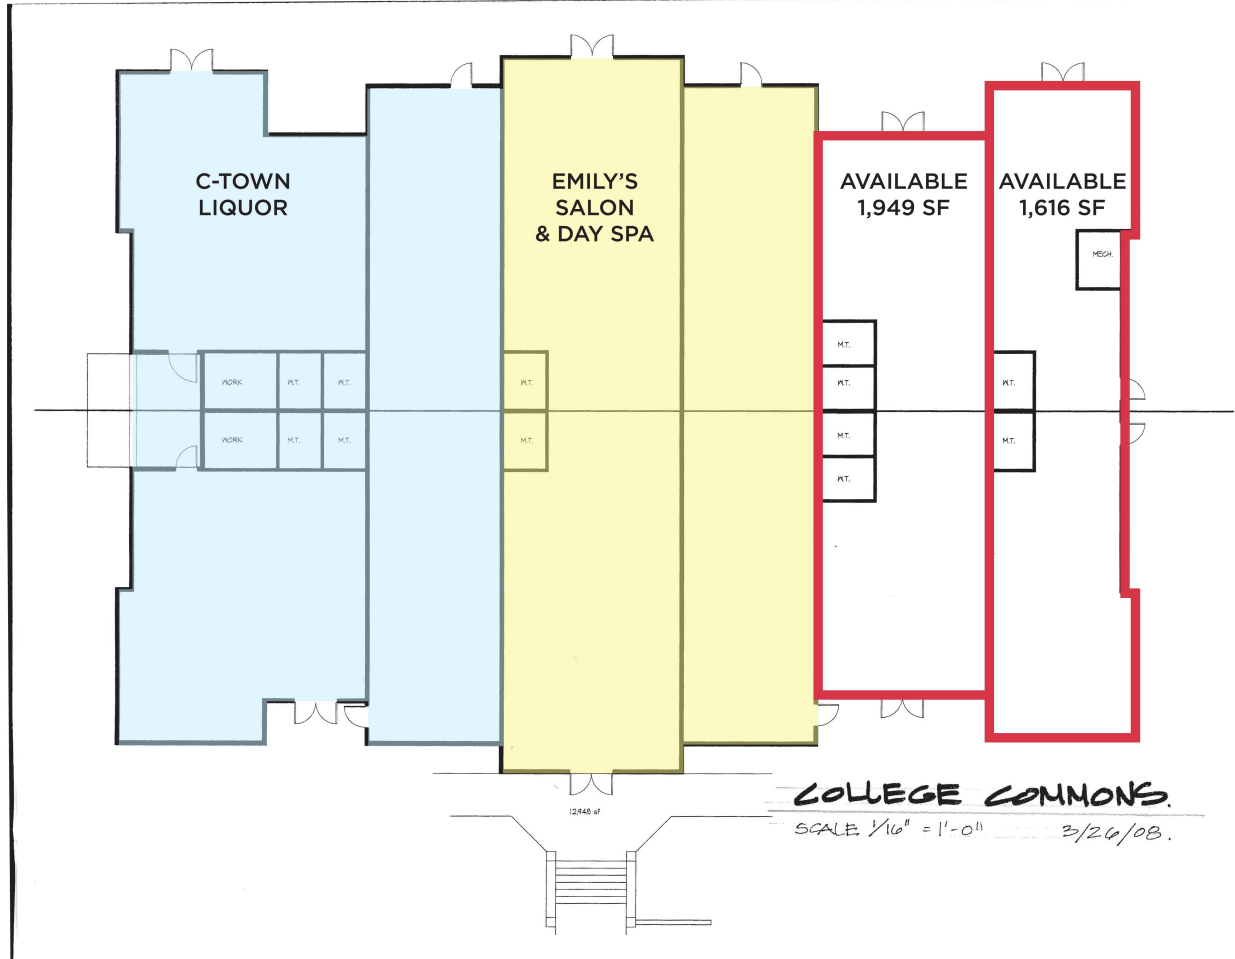 C-TOWN
LIQUOR
EMILY'S
SALON
& DAY SPA
AVAILABLE
1,949 SF
AVAILABLE
1,616 SF
MECH.
M.T.
W.T.
M.T.
W.T.
WORK
W.T.
W.T.
WORK
M.T.
M.T.
W.T.
M.T.
W.T.
M.T.
12,948 sf
COLLEGE COMMONS.
SCALE 1/16" = 1'-0" 3/26/08.